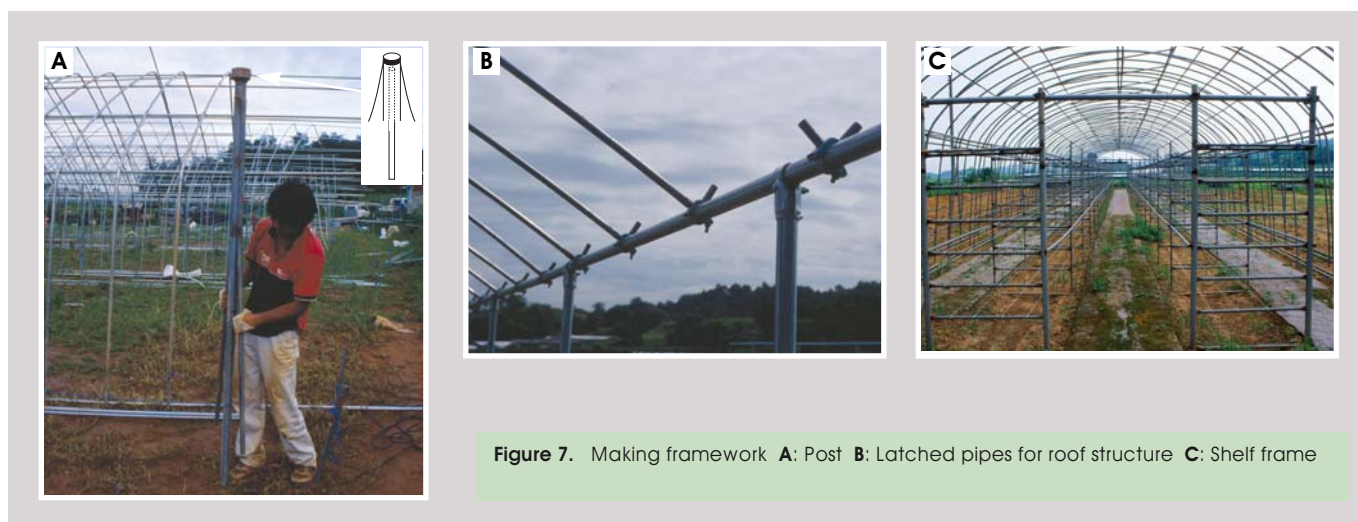 A
B
C
Figure 7. Making framework A: Post B: Latched pipes for roof structure C: Shelf frame